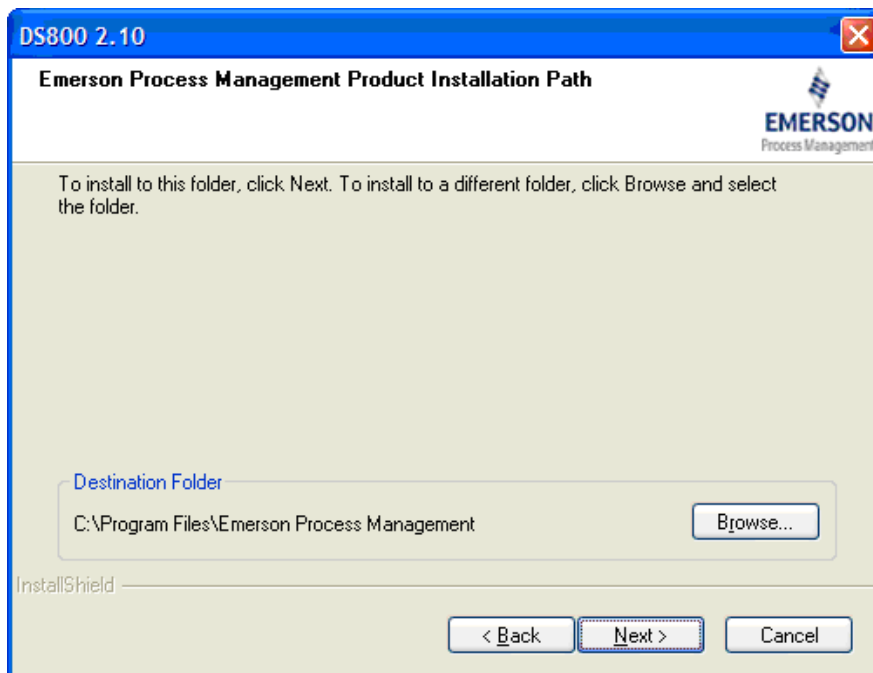 DS800 2.10
Emerson Process Management Product Installation Path
EMERSON
Process Management
To install to this folder, click Next. To install to a different folder, click Browse and select
the folder.
Destination Folder
C:\Program Files\Emerson Process Management
Browse...
InstallShield
< Back
Next >
Cancel